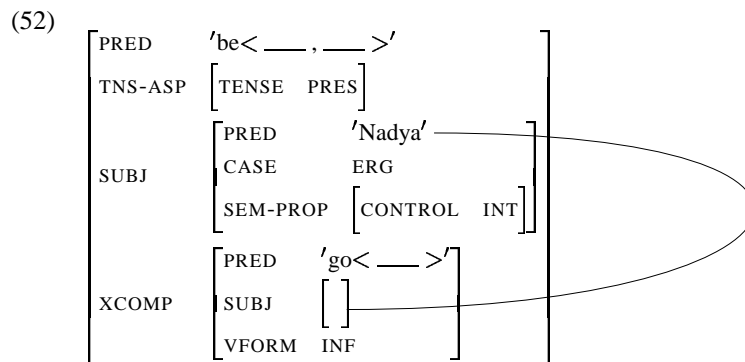 (52)
PRED ′be< ___ , ___ >′
TNS-ASP [TENSE PRES]
PRED ′Nadya′
SUBJ CASE ERG
SEM-PROP [CONTROL INT]
PRED ′go< ___ >′
XCOMP SUBJ [ ]
VFORM INF